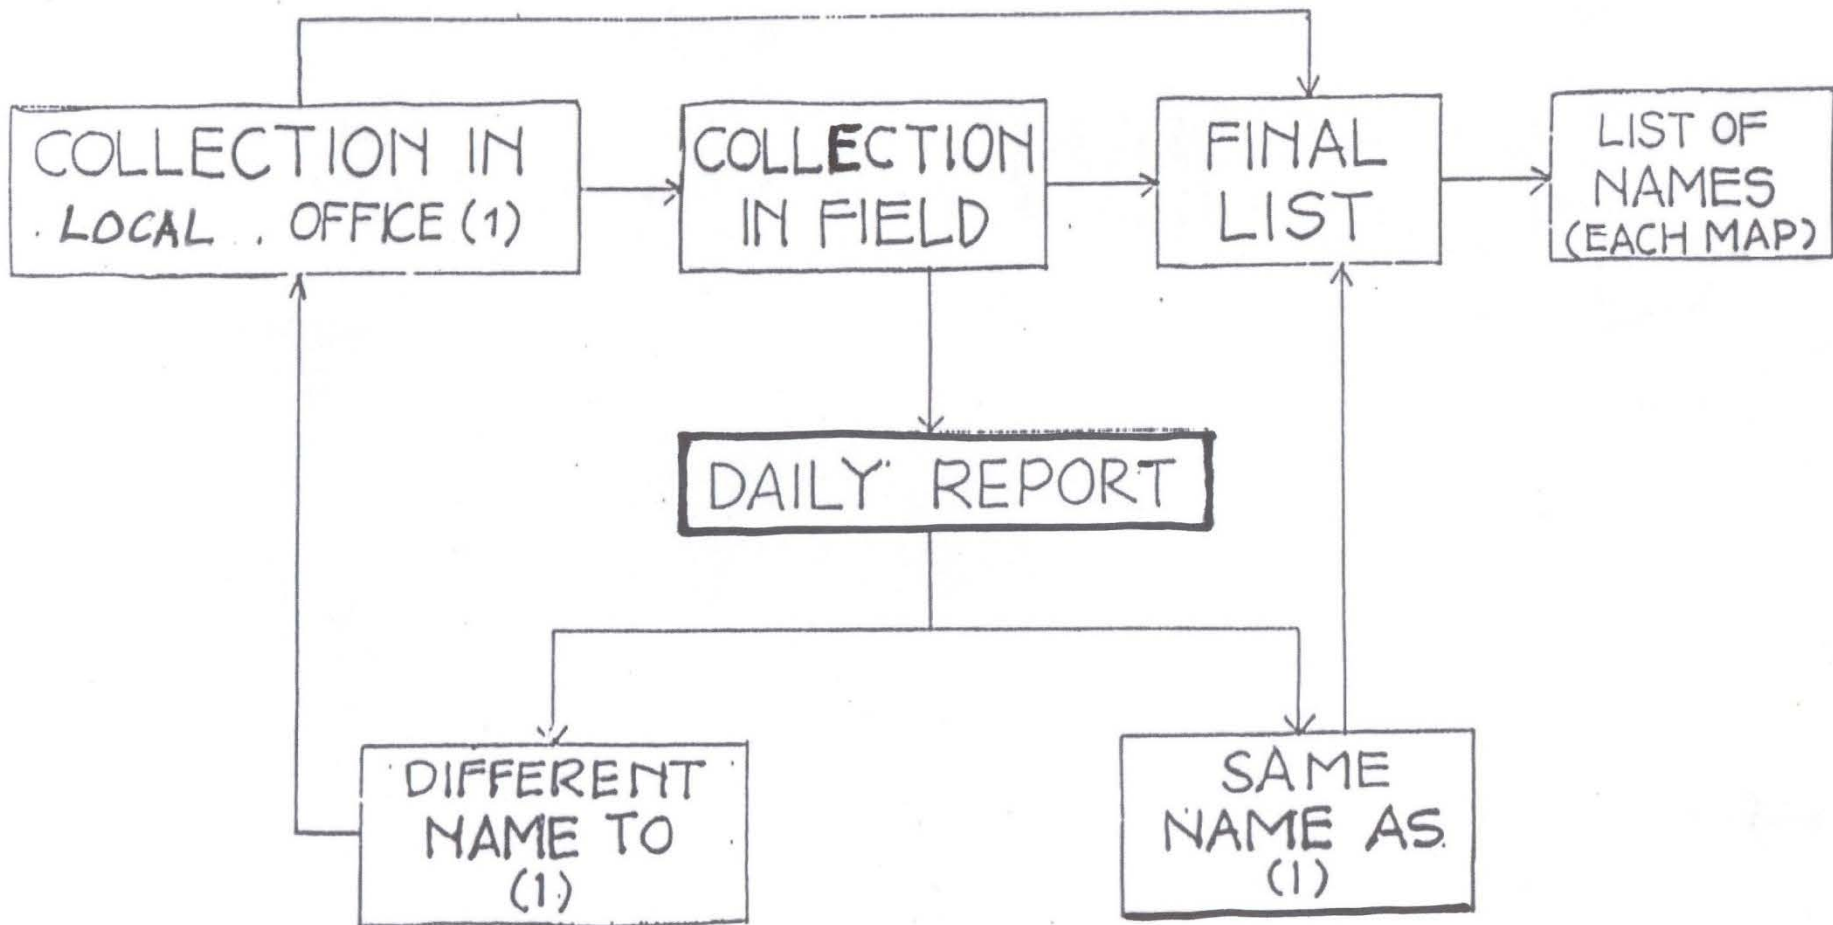 COLLECTION IN
LOCAL OFFICE (1)
COLLECTION
IN FIELD
FINAL
LIST
LIST OF
NAMES
(EACH MAP)
DAILY REPORT
DIFFERENT
NAME TO
(1)
SAME
NAME AS
(1)